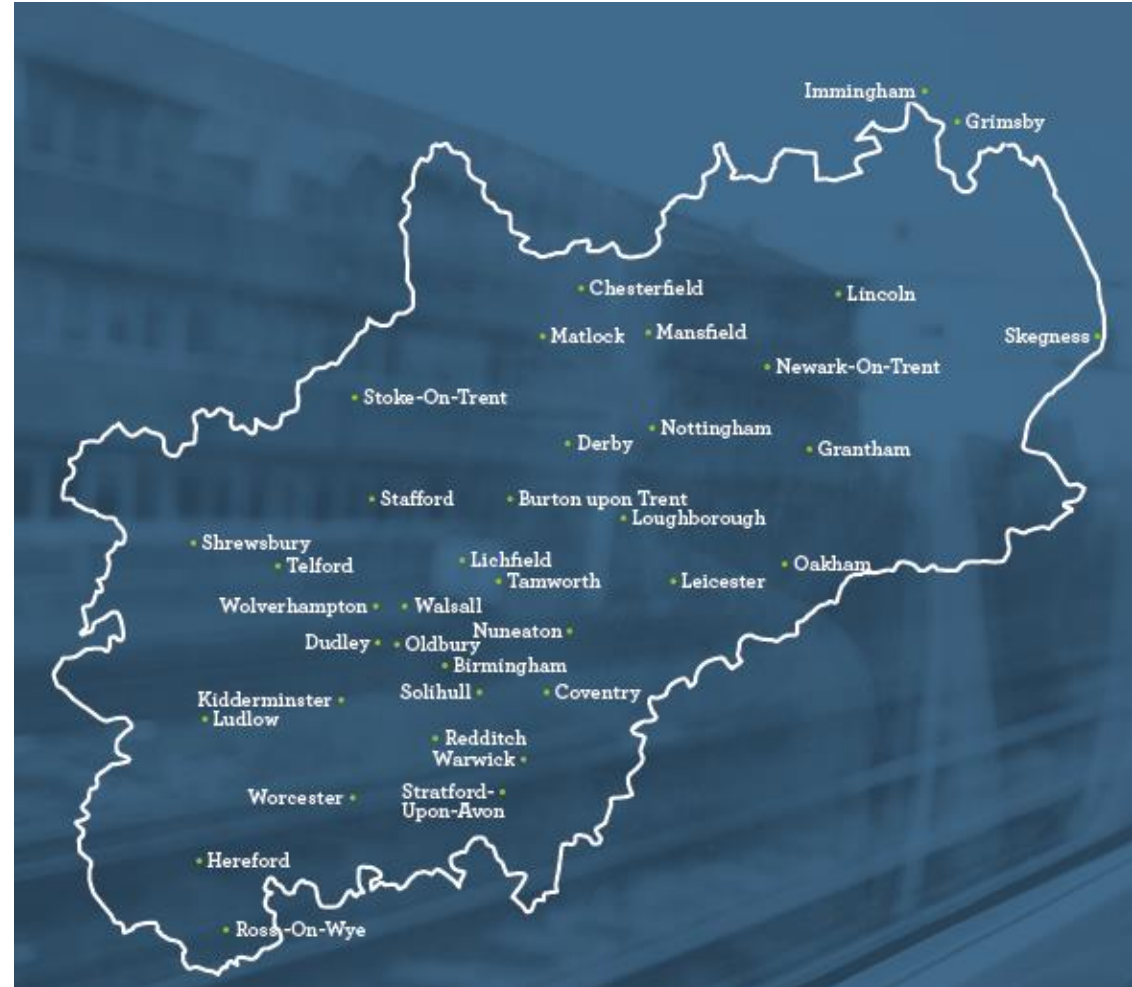 Immingham
Grimsby
Chesterfield
Lincoln
Matlock
Mansfield
Skegness
Newark-On-Trent
Stoke-On-Trent
Nottingham
Derby
Grantham
Stafford
Burton upon Trent
Loughborough
Shrewsbury
Telford
Lichfield
Oakham
Tamworth
Leicester
Wolverhampton
Walsall
Nuneaton
Dudley
Oldbury
Birmingham
Solihull
Coventry
Kidderminster
Ludlow
Redditch
Warwick
Worcester
Stratford-
Upon-Avon
Hereford
Ross-On-Wye